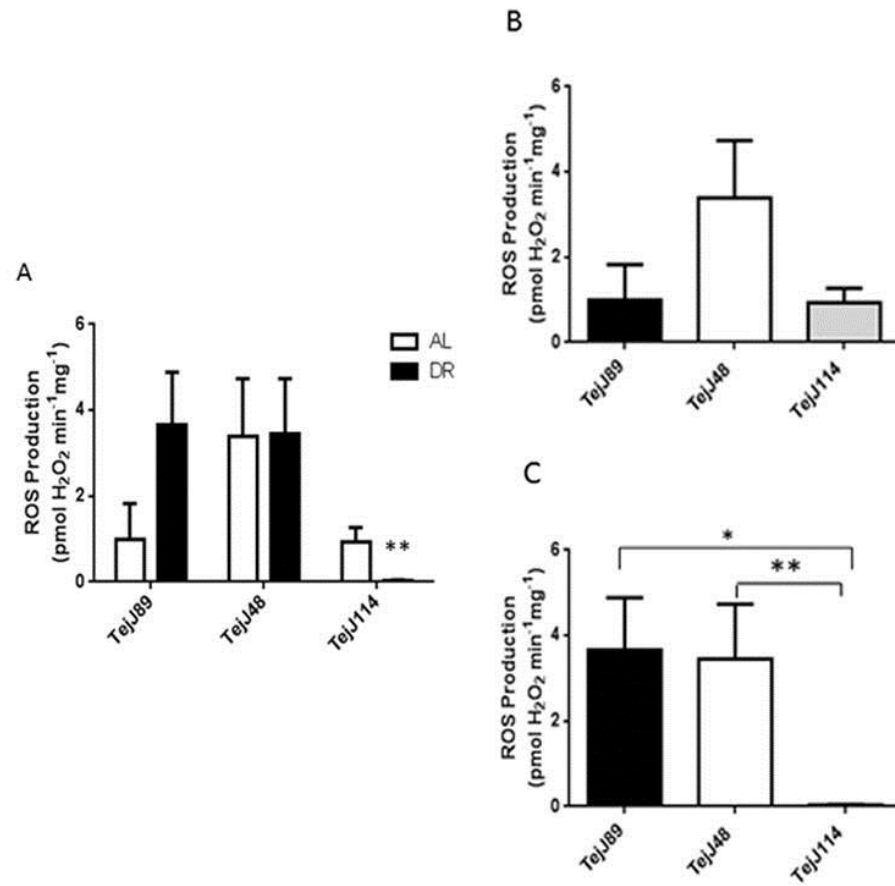 A
ROS Production
(pmol H₂O₂ min⁻¹mg⁻¹)
6
4
2
0
AL
DR
**
TejJ89
TejJ48
TejJ114
B
ROS Production
(pmol H₂O₂ min⁻¹mg⁻¹)
6
4
2
0
TejJ89
TejJ48
TejJ114
C
ROS Production
(pmol H₂O₂ min⁻¹mg⁻¹)
6
4
2
0
*
**
TejJ89
TejJ48
TejJ114